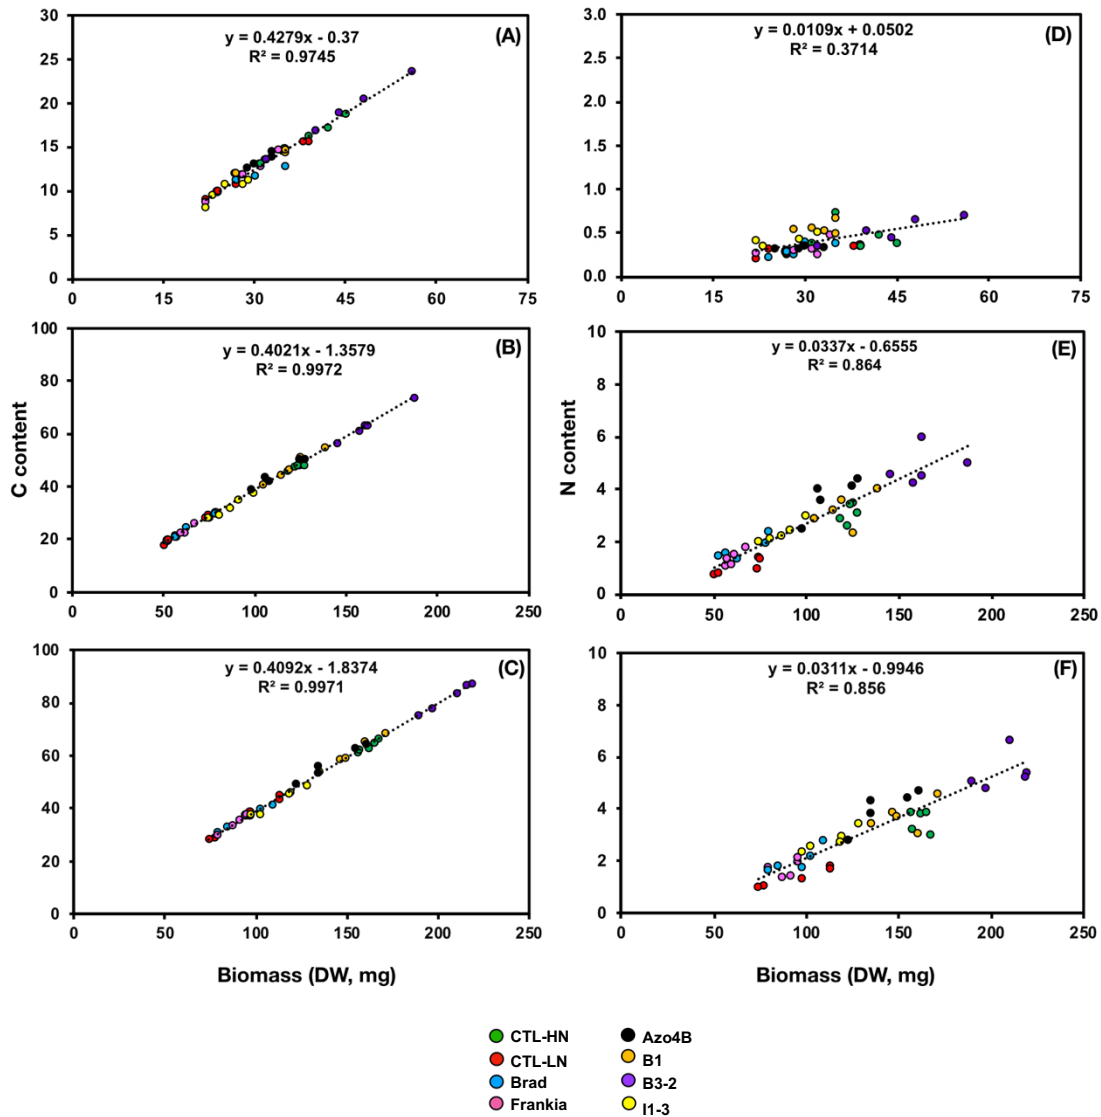 30
25
20
15
10
5
0
y = 0.4279x - 0.37
R² = 0.9745
(A)
0 15 30 45 60 75
3.0
2.5
2.0
1.5
1.0
0.5
0.0
y = 0.0109x + 0.0502
R² = 0.3714
(D)
0 15 30 45 60 75
C content
100
80
60
40
20
0
y = 0.4021x - 1.3579
R² = 0.9972
(B)
0 50 100 150 200 250
N content
10
8
6
4
2
0
y = 0.0337x - 0.6555
R² = 0.864
(E)
0 50 100 150 200 250
100
80
60
40
20
0
y = 0.4092x - 1.8374
R² = 0.9971
(C)
0 50 100 150 200 250
Biomass (DW, mg)
10
8
6
4
2
0
y = 0.0311x - 0.9946
R² = 0.856
(F)
0 50 100 150 200 250
Biomass (DW, mg)
CTL-HN
CTL-LN
Brad
Frankia
Azo4B
B1
B3-2
I1-3